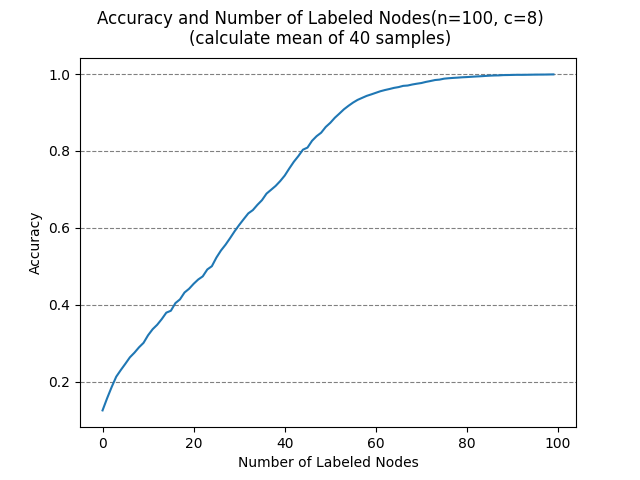 Accuracy and Number of Labeled Nodes(n=100, c=8)
(calculate mean of 40 samples)
1.0
0.8
0.6
0.4
0.2
Accuracy
0 20 40 60 80 100
Number of Labeled Nodes